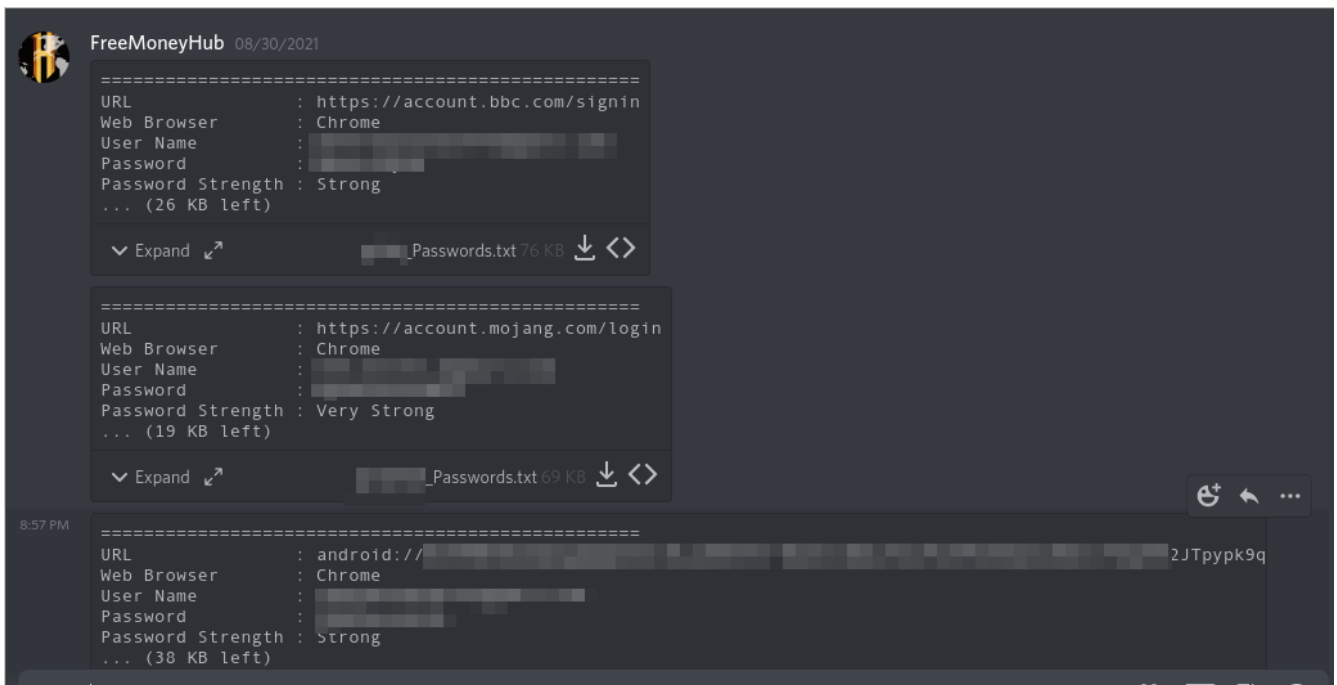 FreeMoneyHub 08/30/2021
==================================================
URL : https://account.bbc.com/signin
Web Browser : Chrome
User Name :
Password :
Password Strength : Strong
... (26 KB left)
Expand _Passwords.txt 76 KB
==================================================
URL : https://account.mojang.com/login
Web Browser : Chrome
User Name :
Password :
Password Strength : Very Strong
... (19 KB left)
Expand _Passwords.txt 69 KB
8:57 PM
==================================================
URL : android:// 2JTpypk9q
Web Browser : Chrome
User Name :
Password :
Password Strength : Strong
... (38 KB left)